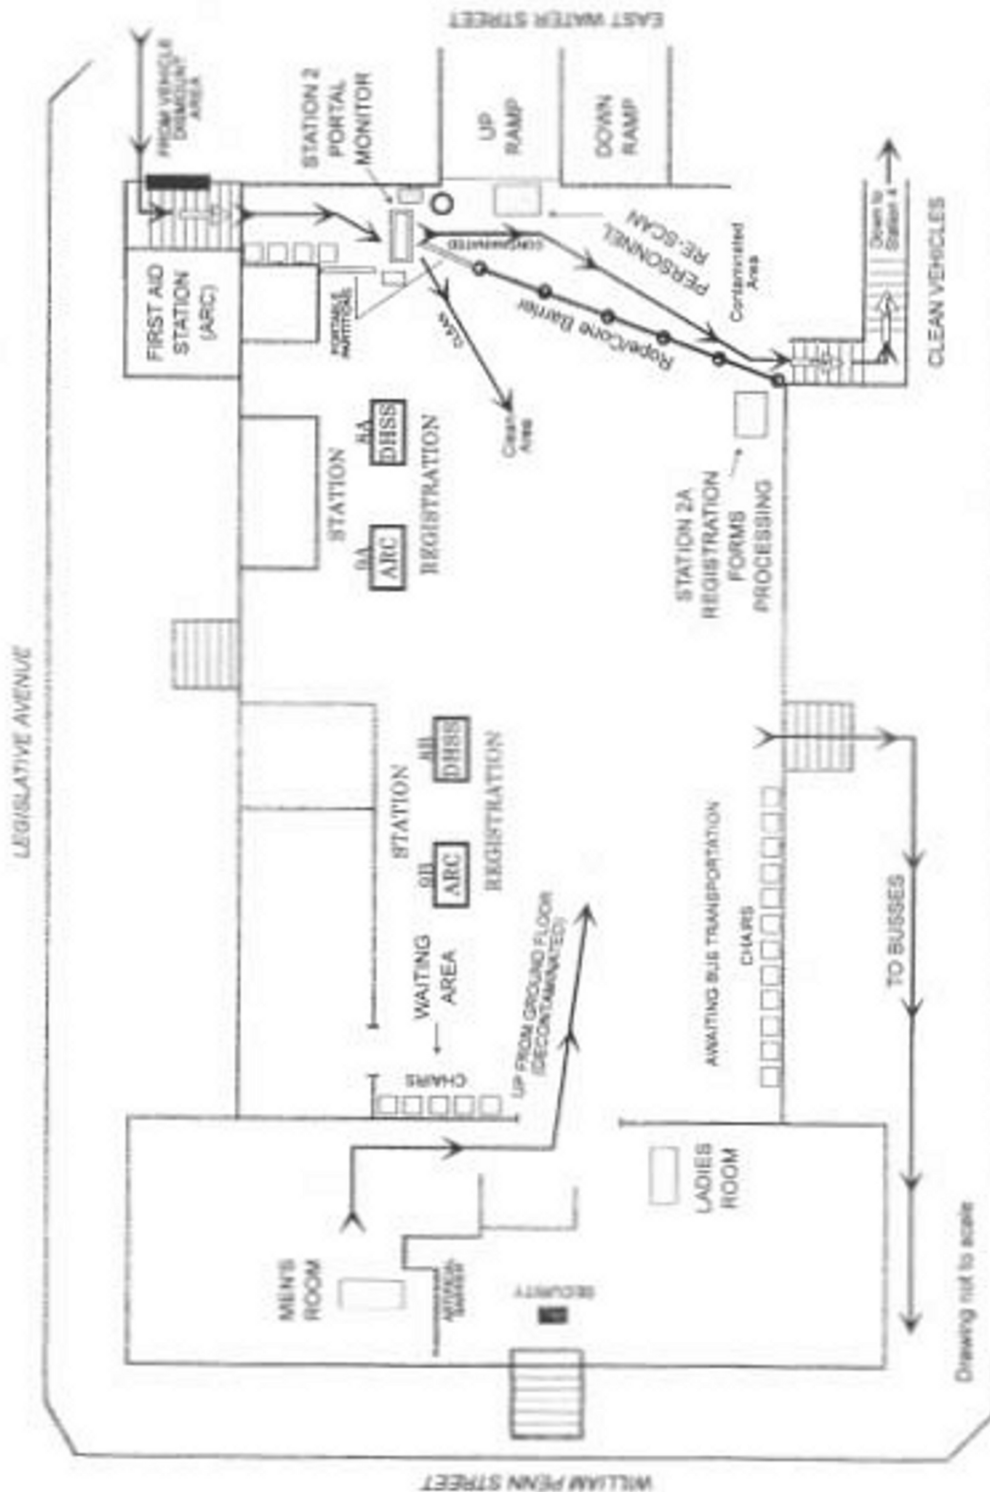 EAST WATER STREET
FROM VEHICLE
DISMOUNT
AREA
STATION 2
PORTAL
MONITOR
UP
RAMP
DOWN
RAMP
FIRST AID
STATION
(ARC)
PORTABLE
PARTITIONS
CONTAMINATED
CLEAN
PERSONNEL
RE-SCAN
Rope/Cone Barrier
Contaminated
Area
Down to
Station 4
CLEAN VEHICLES
Clean
Area
STATION
8A
DHSS
9A
ARC
REGISTRATION
STATION 2A
REGISTRATION
FORMS
PROCESSING
LEGISLATIVE AVENUE
STATION
8B
DHSS
9B
ARC
REGISTRATION
WAITING
AREA
CHAIRS
UP FROM GROUND FLOOR
(DECONTAMINATED)
AWAITING BUS TRANSPORTATION
CHAIRS
TO BUSSES
MEN'S
ROOM
BARRIER
SECURITY
LADIES
ROOM
Drawing not to scale
WILLIAM PENN STREET